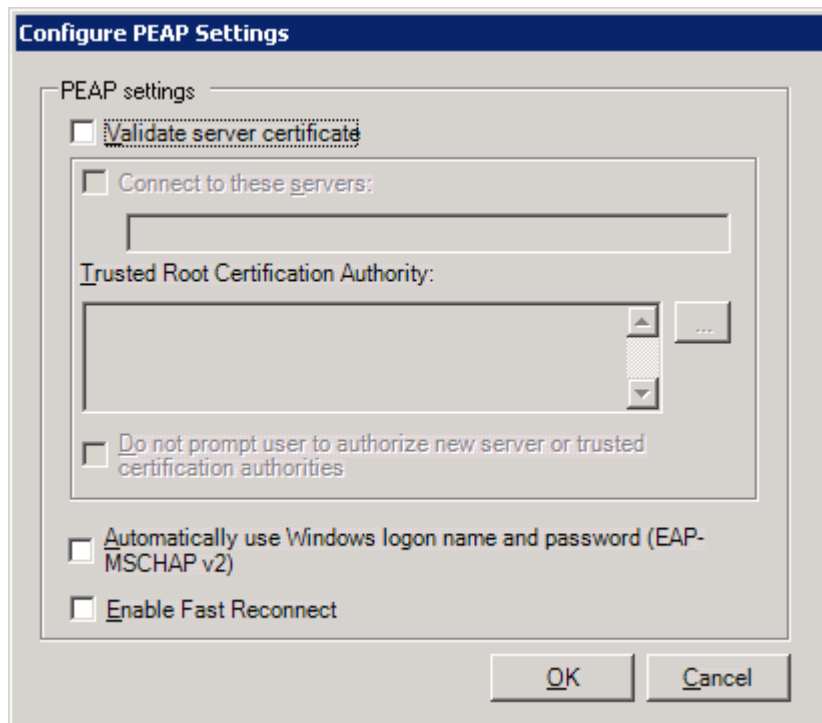 Configure PEAP Settings
PEAP settings
Validate server certificate
Connect to these servers:
Trusted Root Certification Authority:
...
Do not prompt user to authorize new server or trusted
certification authorities
Automatically use Windows logon name and password (EAP-
MSCHAP v2)
Enable Fast Reconnect
OK
Cancel